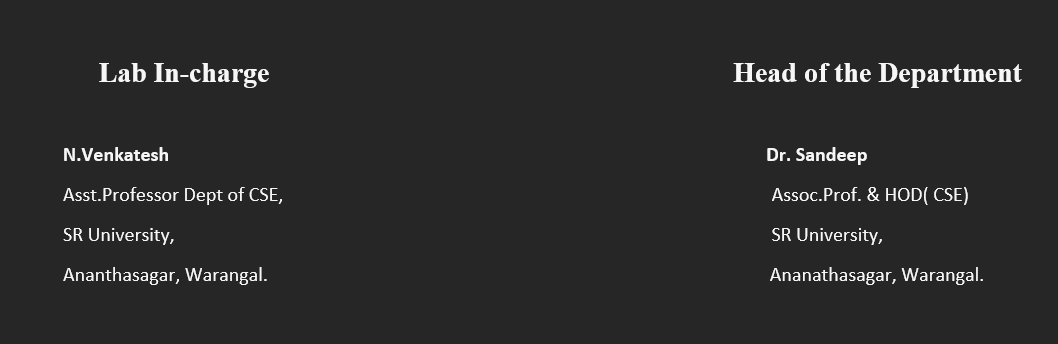 Lab In-charge
Head of the Department
N.Venkatesh
Dr. Sandeep
Asst.Professor Dept of CSE,
Assoc.Prof. & HOD( CSE)
SR University,
SR University,
Ananthasagar, Warangal.
Ananathasagar, Warangal.